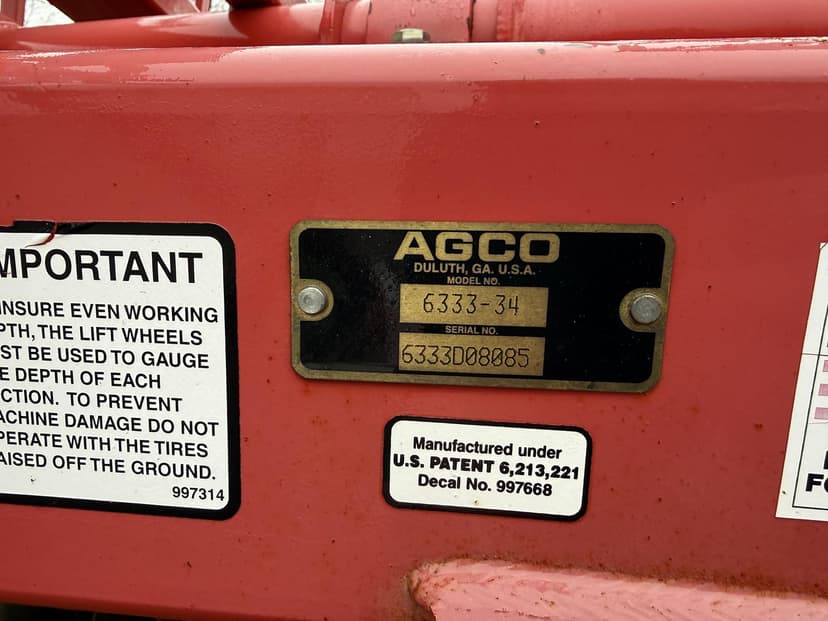 MPORTANT
INSURE EVEN WORKING
PTH, THE LIFT WHEELS
ST BE USED TO GAUGE
E DEPTH OF EACH
CTION. TO PREVENT
ACHINE DAMAGE DO NOT
PERATE WITH THE TIRES
AISED OFF THE GROUND.
997314
AGCO
DULUTH, GA. U.S.A.
MODEL NO.
6333-34
SERIAL NO.
6333D08085
Manufactured under
U.S. PATENT 6,213,221
Decal No. 997668
FO